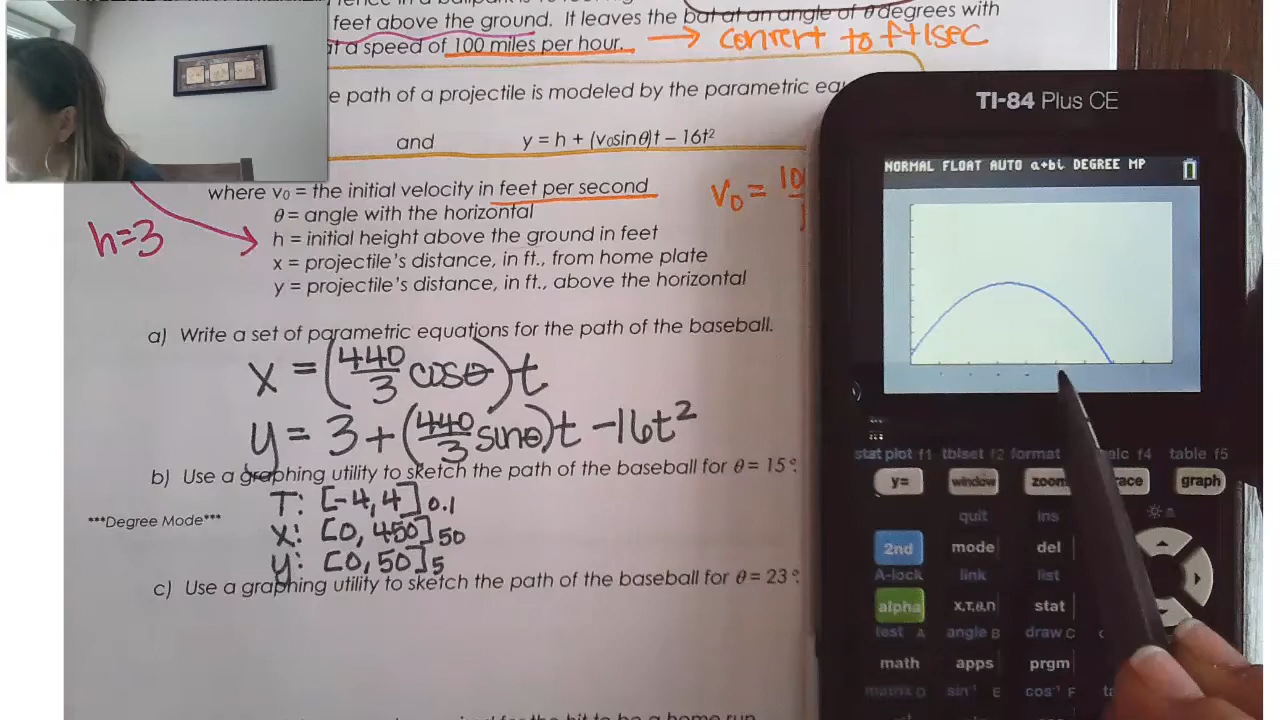 feet above the ground. It leaves the bat at an angle of θ degrees with
at a speed of 100 miles per hour. → convert to ft/sec
e path of a projectile is modeled by the parametric equ
and y = h + (v₀sinθ)t – 16t²
where v₀ = the initial velocity in feet per second
V₀ = 10
θ = angle with the horizontal
h=3
h = initial height above the ground in feet
x = projectile's distance, in ft., from home plate
y = projectile's distance, in ft., above the horizontal
a) Write a set of parametric equations for the path of the baseball.
x = (440/3 cosθ)t
y = 3 + (440/3 sinθ)t – 16t²
b) Use a graphing utility to sketch the path of the baseball for θ = 15°.
T: [-4, 4] 0.1
***Degree Mode***
X: [0, 450] 50
y: [0, 50] 5
c) Use a graphing utility to sketch the path of the baseball for θ = 23°.
TI-84 Plus CE
NORMAL FLOAT AUTO a+bi DEGREE MP
stat plot f1 tblset f2 format calc f4 table f5
y= window zoom trace graph
quit ins
2nd mode del
A-lock link list
alpha X,T,θ,n stat
test A angle B draw C
math apps prgm
matrix D sin⁻¹ E cos⁻¹ F